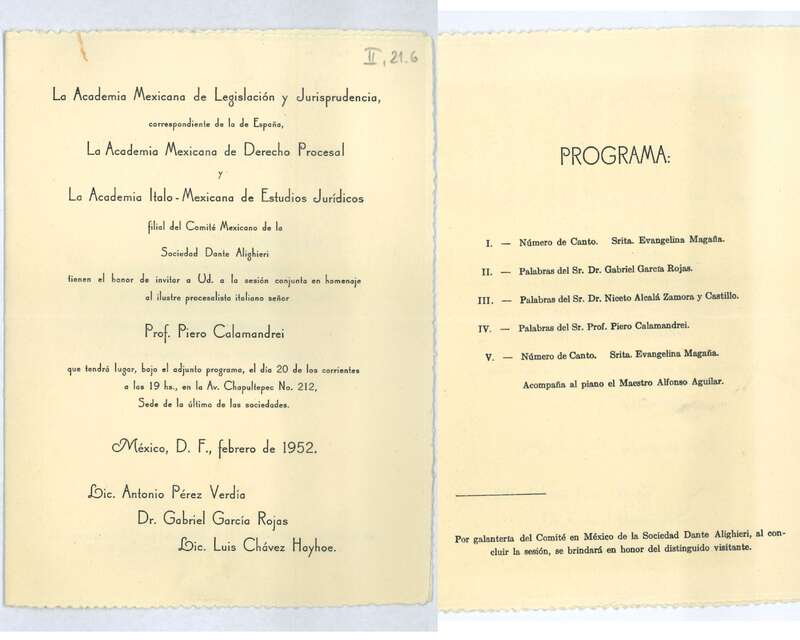 II, 21.6
La Academia Mexicana de Legislación y Jurisprudencia,
correspondiente de la de España,
La Academia Mexicana de Derecho Procesal
y
La Academia Italo-Mexicana de Estudios Jurídicos
filial del Comité Mexicano de la
Sociedad Dante Alighieri
tienen el honor de invitar a Ud. a la sesión conjunta en homenaje
al ilustre procesalista italiano señor
Prof. Piero Calamandrei
que tendrá lugar, bajo el adjunto programa, el día 20 de los corrientes
a las 19 hs., en la Av. Chapultepec No. 212,
Sede de la última de las sociedades.
México, D. F., febrero de 1952.
Lic. Antonio Pérez Verdía
Dr. Gabriel García Rojas
Lic. Luis Chávez Hayhoe.
PROGRAMA:
I. — Número de Canto. Srita. Evangelina Magaña.
II. — Palabras del Sr. Dr. Gabriel García Rojas.
III. — Palabras del Sr. Dr. Niceto Alcalá Zamora y Castillo.
IV. — Palabras del Sr. Prof. Piero Calamandrei.
V. — Número de Canto. Srita. Evangelina Magaña.
Acompaña al piano el Maestro Alfonso Aguilar.
Por galantería del Comité en México de la Sociedad Dante Alighieri, al con-
cluir la sesión, se brindará en honor del distinguido visitante.